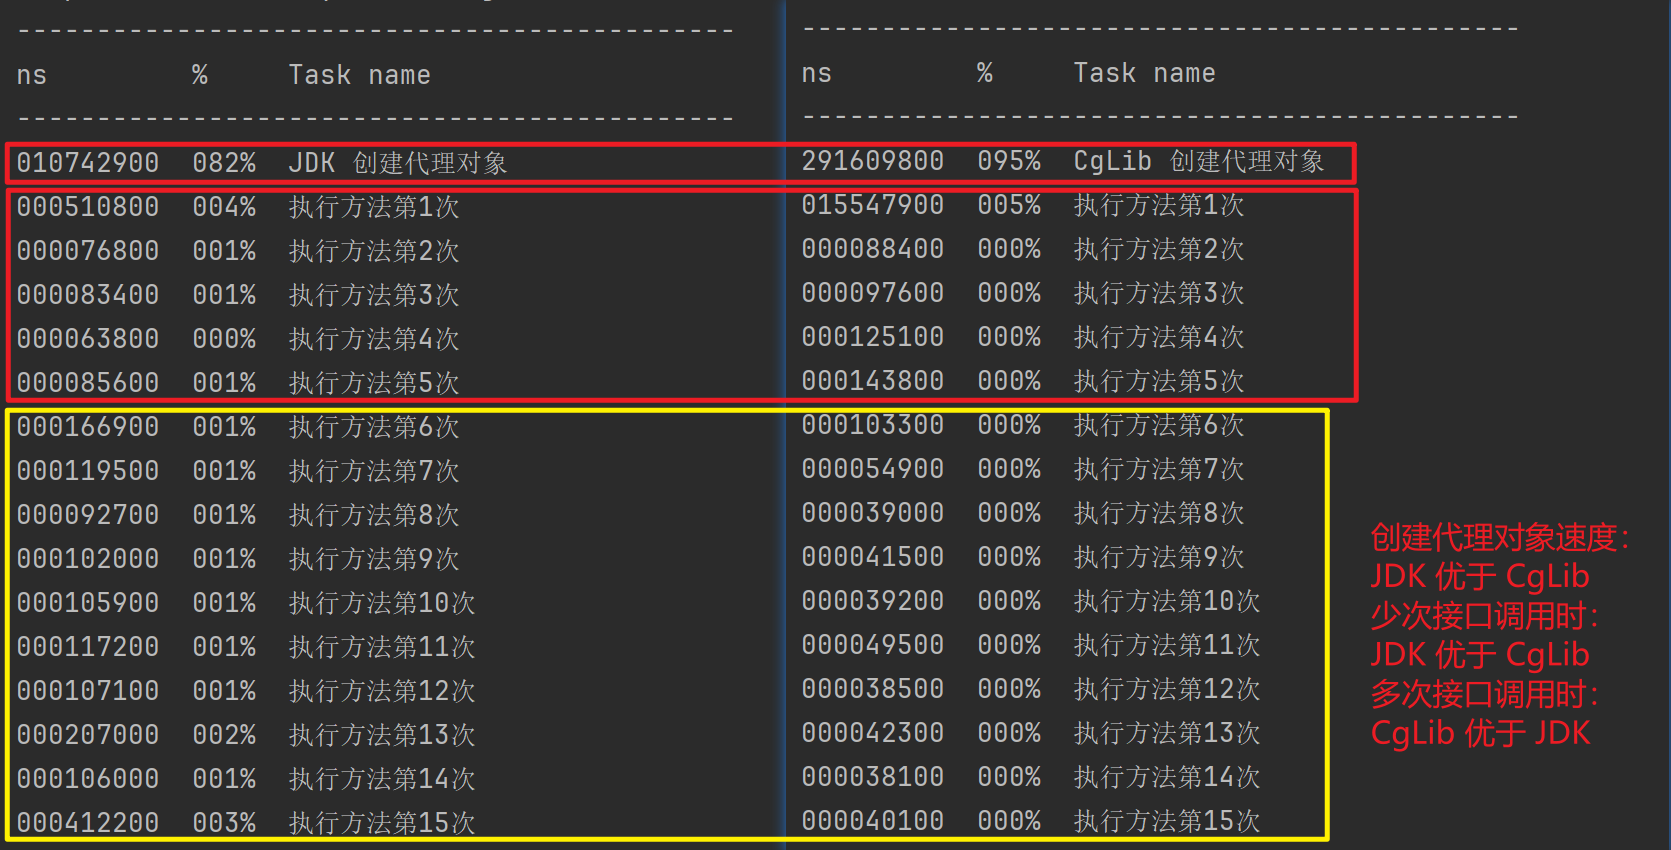 ------------------------------------------------
ns         %     Task name
------------------------------------------------
010742900  082%  JDK 创建代理对象
000510800  004%  执行方法第1次
000076800  001%  执行方法第2次
000083400  001%  执行方法第3次
000063800  000%  执行方法第4次
000085600  001%  执行方法第5次
000166900  001%  执行方法第6次
000119500  001%  执行方法第7次
000092700  001%  执行方法第8次
000102000  001%  执行方法第9次
000105900  001%  执行方法第10次
000117200  001%  执行方法第11次
000107100  001%  执行方法第12次
000207000  002%  执行方法第13次
000106000  001%  执行方法第14次
000412200  003%  执行方法第15次
------------------------------------------------
ns         %     Task name
------------------------------------------------
291609800  095%  CgLib 创建代理对象
015547900  005%  执行方法第1次
000088400  000%  执行方法第2次
000097600  000%  执行方法第3次
000125100  000%  执行方法第4次
000143800  000%  执行方法第5次
000103300  000%  执行方法第6次
000054900  000%  执行方法第7次
000039000  000%  执行方法第8次
000041500  000%  执行方法第9次
000039200  000%  执行方法第10次
000049500  000%  执行方法第11次
000038500  000%  执行方法第12次
000042300  000%  执行方法第13次
000038100  000%  执行方法第14次
000040100  000%  执行方法第15次
创建代理对象速度：
JDK 优于 CgLib
少次接口调用时：
JDK 优于 CgLib
多次接口调用时：
CgLib 优于 JDK